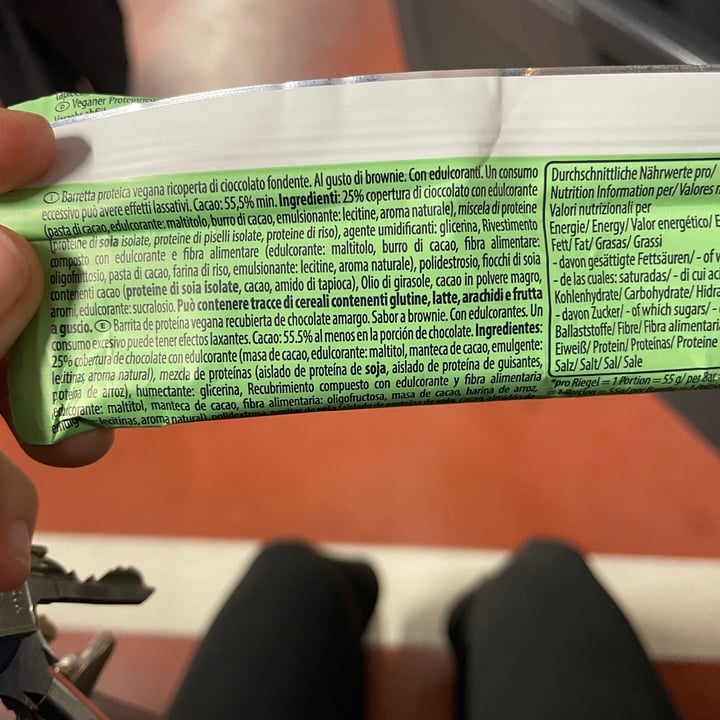 Ⓓ Veganer
Ⓘ Barretta proteica vegana ricoperta di cioccolato fondente. Al gusto di brownie. Con edulcoranti. Un consumo
eccessivo può avere effetti lassativi. Cacao: 55,5% min. Ingredienti: 25% copertura di cioccolato con edulcorante
(pasta di cacao, edulcorante: maltitolo, burro di cacao, emulsionante: lecitine, aroma naturale), miscela di proteine
(proteine di soia isolate, proteine di piselli isolate, proteine di riso), agente umidificanti: glicerina, Rivestimento
composto con edulcorante e fibra alimentare (edulcorante: maltitolo, burro di cacao, fibra alimentare:
oligofruttosio, pasta di cacao, farina di riso, emulsionante: lecitine, aroma naturale), polidestrosio, fiocchi di soia
contenenti cacao (proteine di soia isolate, cacao, amido di tapioca), Olio di girasole, cacao in polvere magro,
aromi, edulcorante: sucralosio. Può contenere tracce di cereali contenenti glutine, latte, arachidi e frutta
a guscio. Ⓔ Barrita de proteína vegana recubierta de chocolate amargo. Sabor a brownie. Con edulcorantes. Un
consumo excesivo puede tener efectos laxantes. Cacao: 55.5% al menos en la porción de chocolate. Ingredientes:
25% cobertura de chocolate con edulcorante (masa de cacao, edulcorante: maltitol, manteca de cacao, emulgente:
lecitinas, aroma natural), mezcla de proteínas (aislado de proteína de soja, aislado de proteína de guisantes,
proteína de arroz), humectante: glicerina, Recubrimiento compuesto con edulcorante y fibra alimentaria
(edulcorante: maltitol, manteca de cacao, fibra alimentaria: oligofructosa, masa de cacao, harina de arroz,
lecitinas, aroma natural),
Durchschnittliche Nährwerte pro/
Nutrition Information per/ Valores
Valori nutrizionali per
Energie/ Energy/ Valor energético/ E
Fett/ Fat/ Grasas/ Grassi
- davon gesättigte Fettsäuren/ - of
- de las cuales: saturadas/ - di cui
Kohlenhydrate/ Carbohydrate/
- davon Zucker/ - of which sugars/ -
Ballaststoffe/ Fibre/ Fibra
Eiweiß/ Protein/ Proteínas/ Proteine
Salz/ Salt/ Sal/ Sale
*pro Riegel = 1 Portion = 55 g/ per Bar